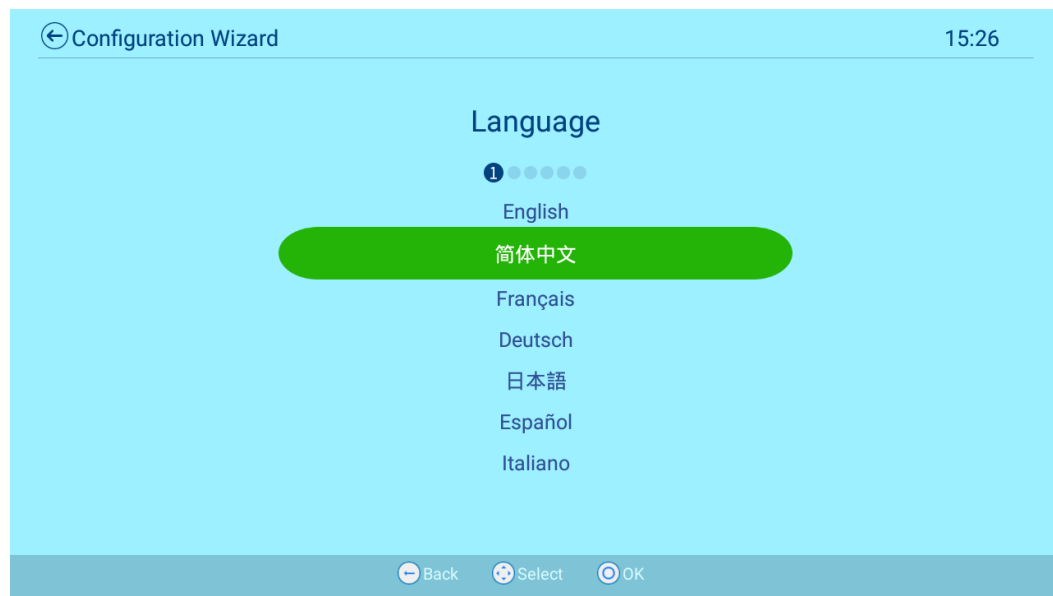 Configuration Wizard 15:26
Language
1
English
简体中文
Français
Deutsch
日本語
Español
Italiano
Back Select OK